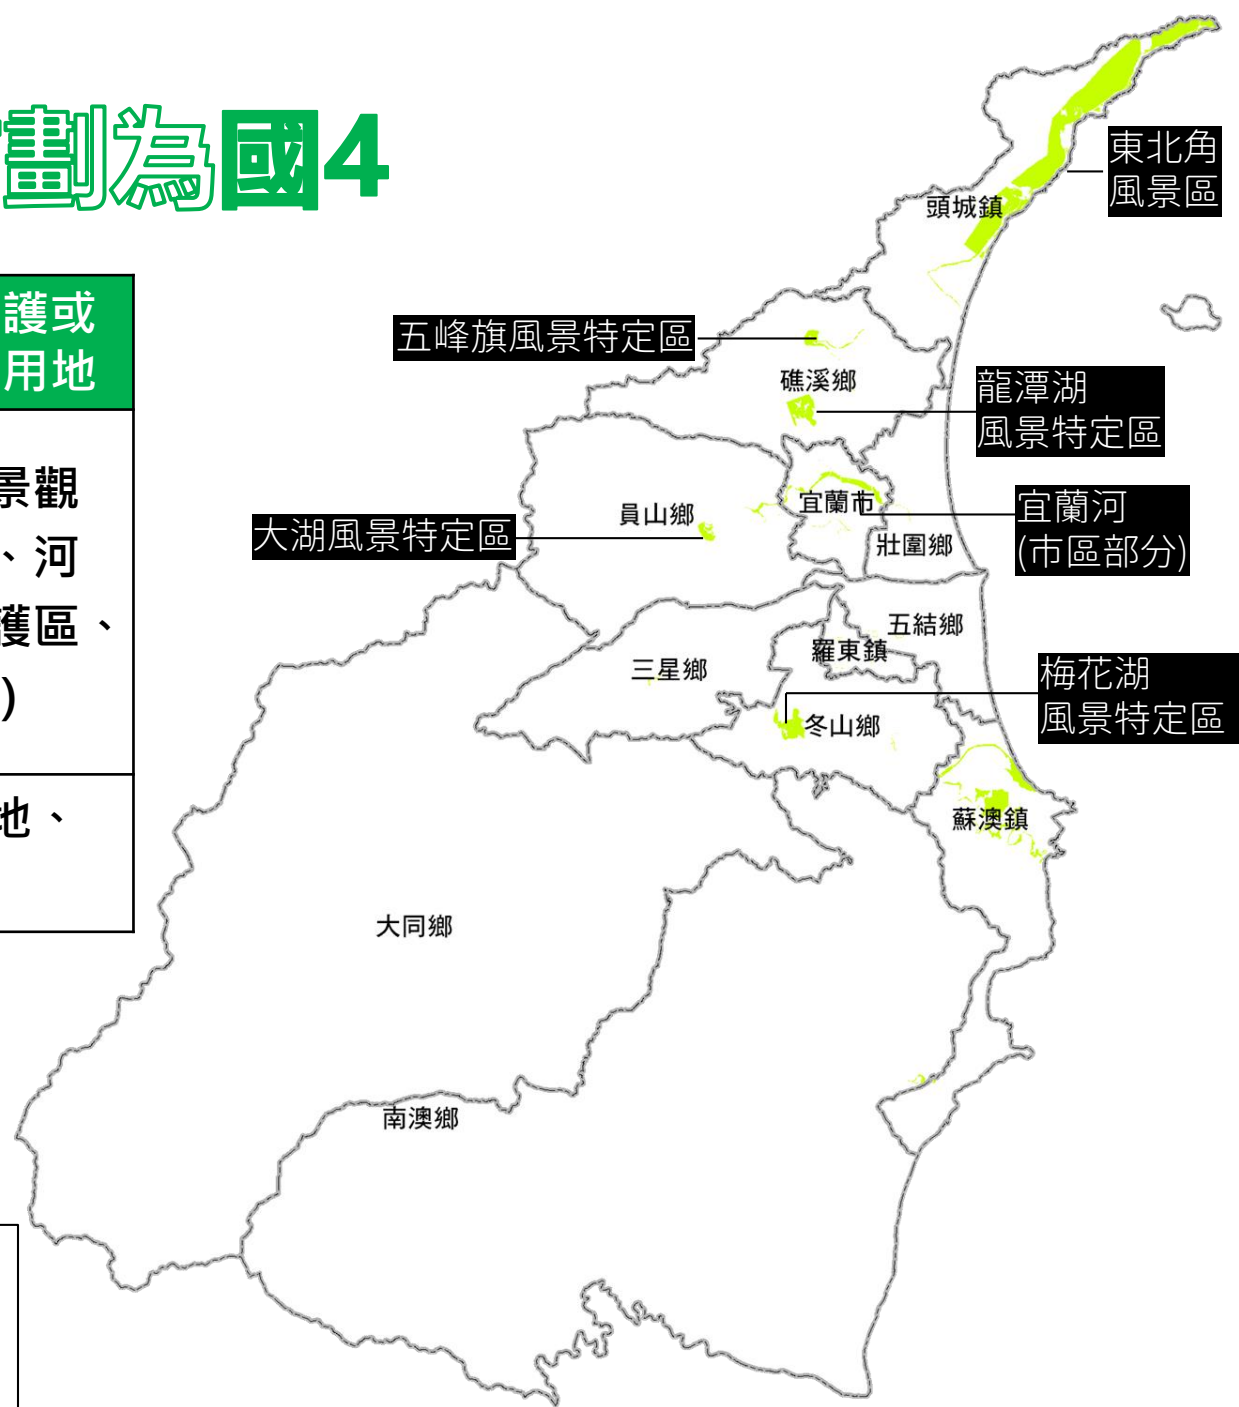 劃為國4
護或
用地
景觀
、河
護區、
)
地、
東北角
風景區
頭城鎮
五峰旗風景特定區
礁溪鄉
龍潭湖
風景特定區
宜蘭市
員山鄉
宜蘭河
(市區部分)
大湖風景特定區
壯圍鄉
五結鄉
羅東鎮
三星鄉
梅花湖
風景特定區
冬山鄉
蘇澳鎮
大同鄉
南澳鄉